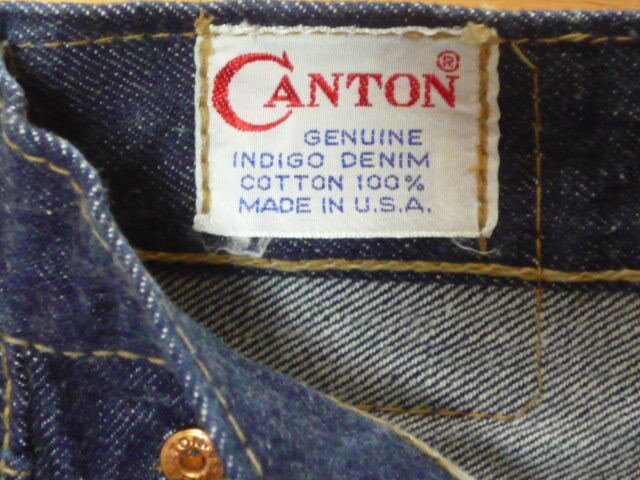 CANTON®
GENUINE
INDIGO DENIM
COTTON 100%
MADE IN U.S.A.